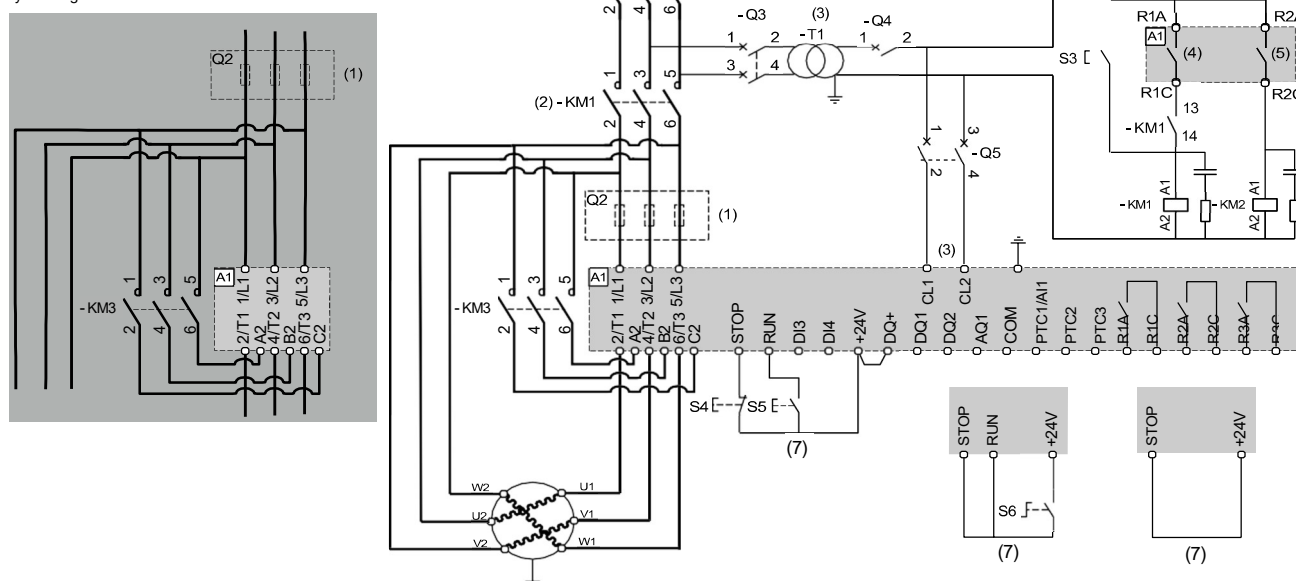 Q2
(1)
- KM3
1
3
5
2
4
6
A1
1/L1
3/L2
5/L3
2/T1
A2
4/T2
B2
6/T3
C2
2
4
6
-Q3
(3)
-T1
-Q4
1
2
3
4
1
2
1
3
5
(2) - KM1
2
4
6
Q2
(1)
1
2
3
4
-Q5
(3)
R1A
A1
(4)
(5)
S3
R1C
13
-KM1
14
-KM1
A1
A2
-KM2
A1
A2
-KM3
1
3
5
2
4
6
A1
1/L1
3/L2
5/L3
CL1
CL2
2/T1
A2
4/T2
B2
6/T3
C2
STOP
RUN
DI3
DI4
+24V
DQ+
DQ1
DQ2
AQ1
COM
PTC1/AI1
PTC2
PTC3
R1A
R1C
R2A
R2C
R3A
S4
S5
(7)
STOP
RUN
+24V
S6
(7)
STOP
+24V
(7)
W2
U1
U2
V1
V2
W1